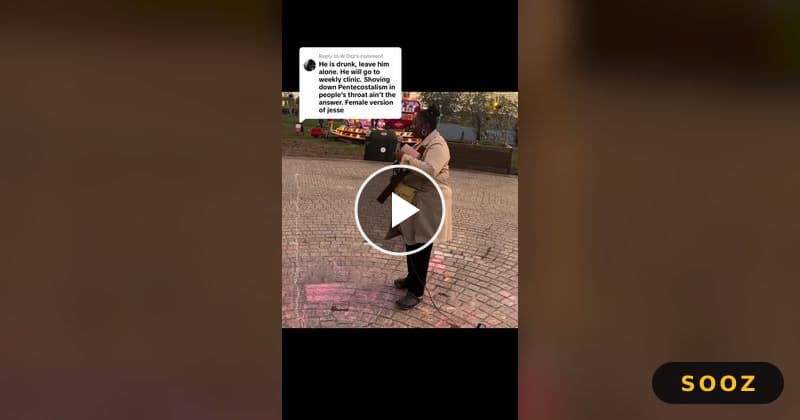 Reply to W Diz's comment
He is drunk, leave him
alone. He will go to
weekly clinic. Shoving
down Pentecostalism in
people's throat ain't the
answer. Female version
of jesse
SOOZ